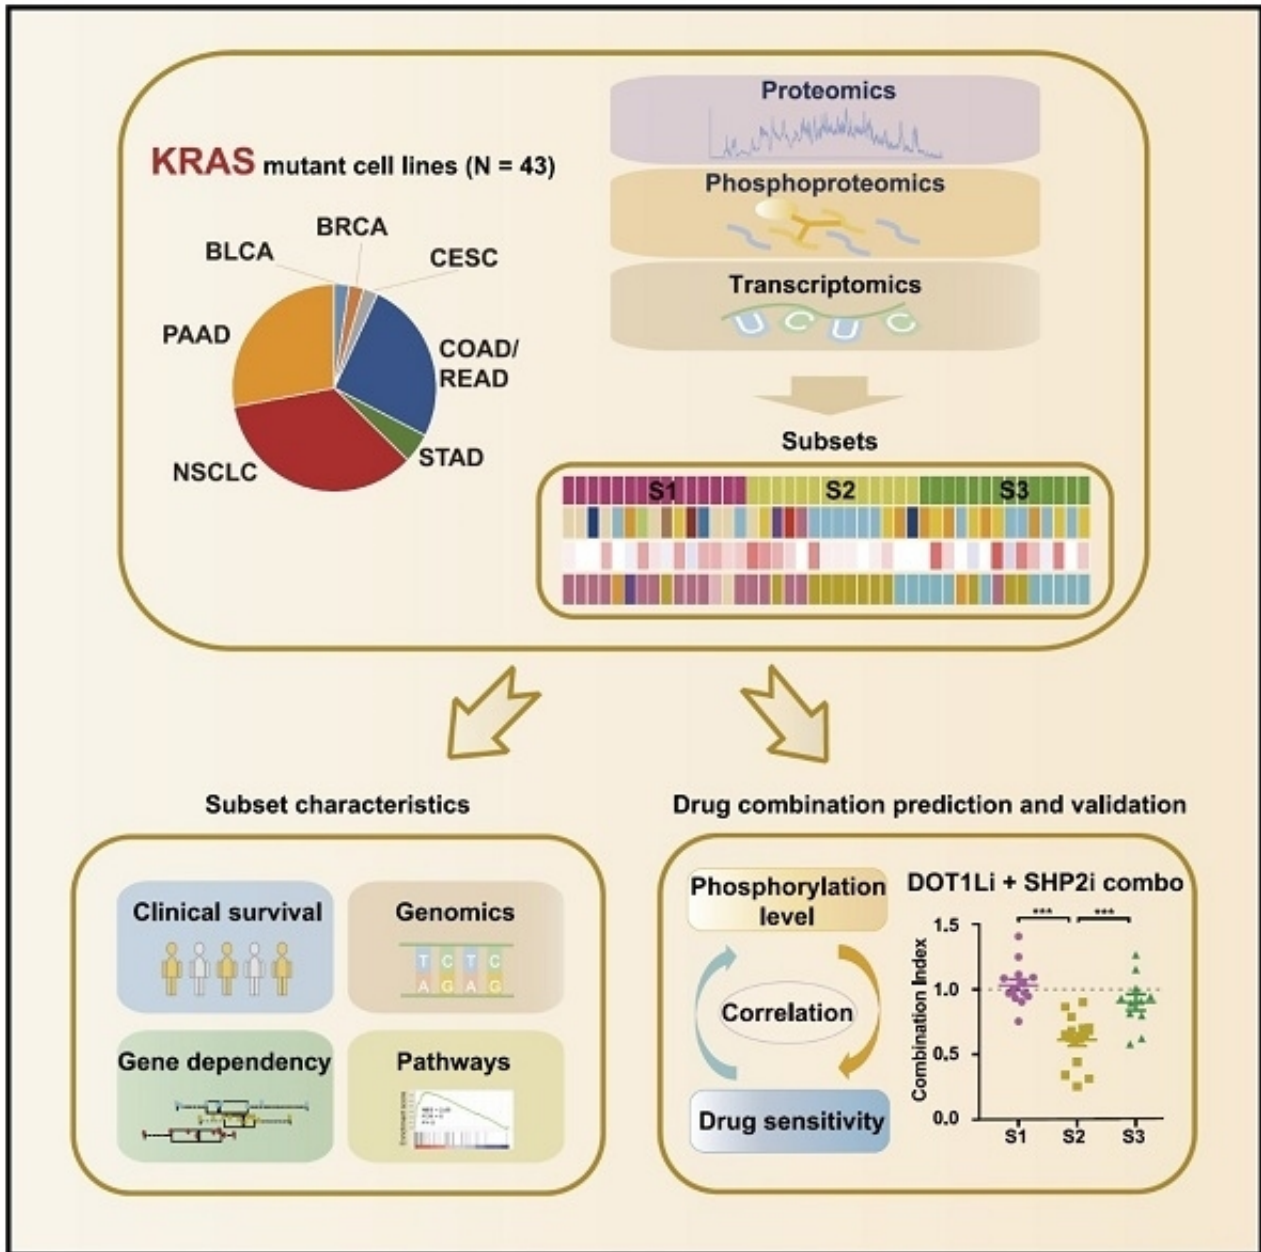 KRAS mutant cell lines (N = 43)
BRCA
BLCA
CESC
PAAD
COAD/
READ
NSCLC
STAD
Proteomics
Phosphoproteomics
Transcriptomics
U C U C
Subsets
S1 S2 S3
Subset characteristics
Clinical survival
Genomics
T C T C
A G A G
Gene dependency
Pathways
Enrichment score
Drug combination prediction and validation
Phosphorylation
level
Correlation
Drug sensitivity
DOT1Li + SHP2i combo
*** ***
Combination Index
1.5
1.0
0.5
0.0
S1 S2 S3